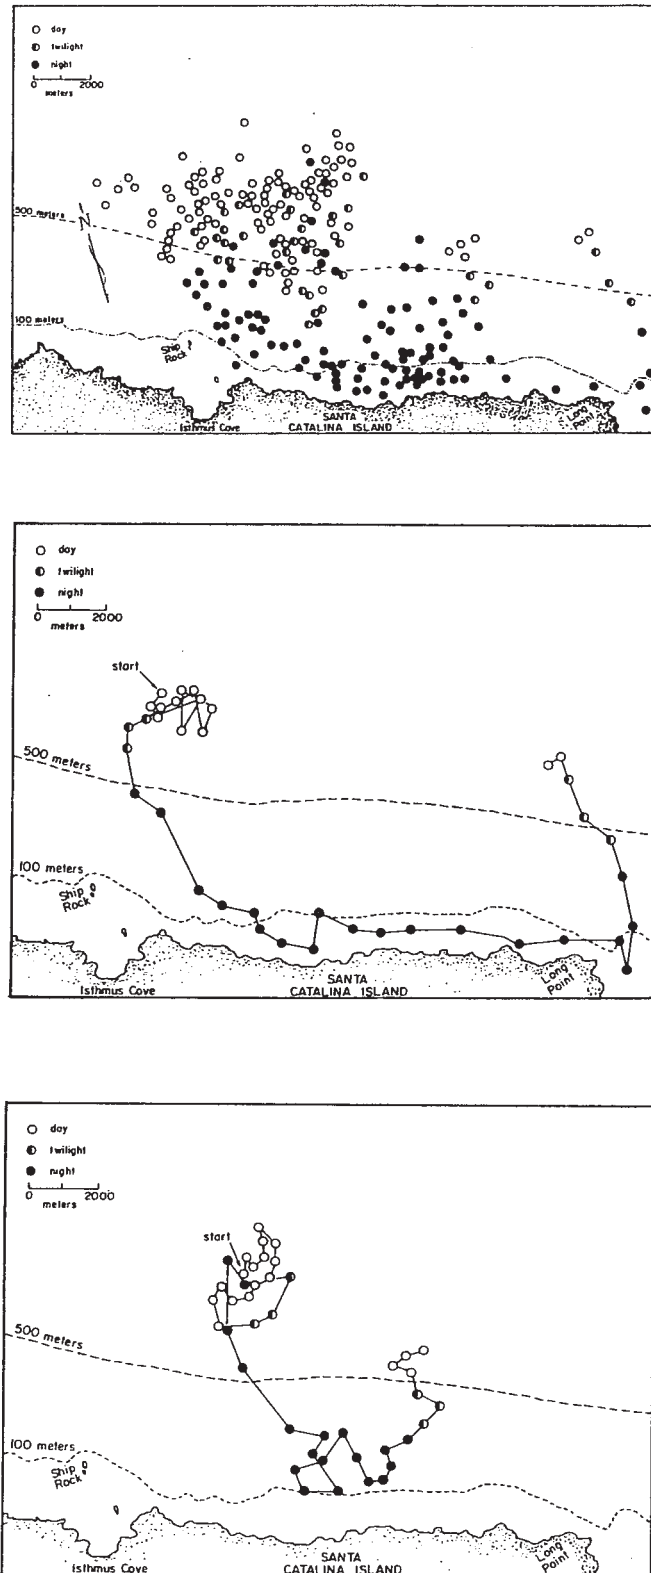 day
twilight
night
0 2000
meters
500 meters
100 meters
Ship
Rock
Isthmus Cove
SANTA
CATALINA ISLAND
Long
Point
day
twilight
night
0 2000
meters
start
500 meters
100 meters
Ship
Rock
Isthmus Cove
SANTA
CATALINA ISLAND
Long
Point
day
twilight
night
0 2000
meters
start
500 meters
100 meters
Ship
Rock
Isthmus Cove
SANTA
CATALINA ISLAND
Long
Point